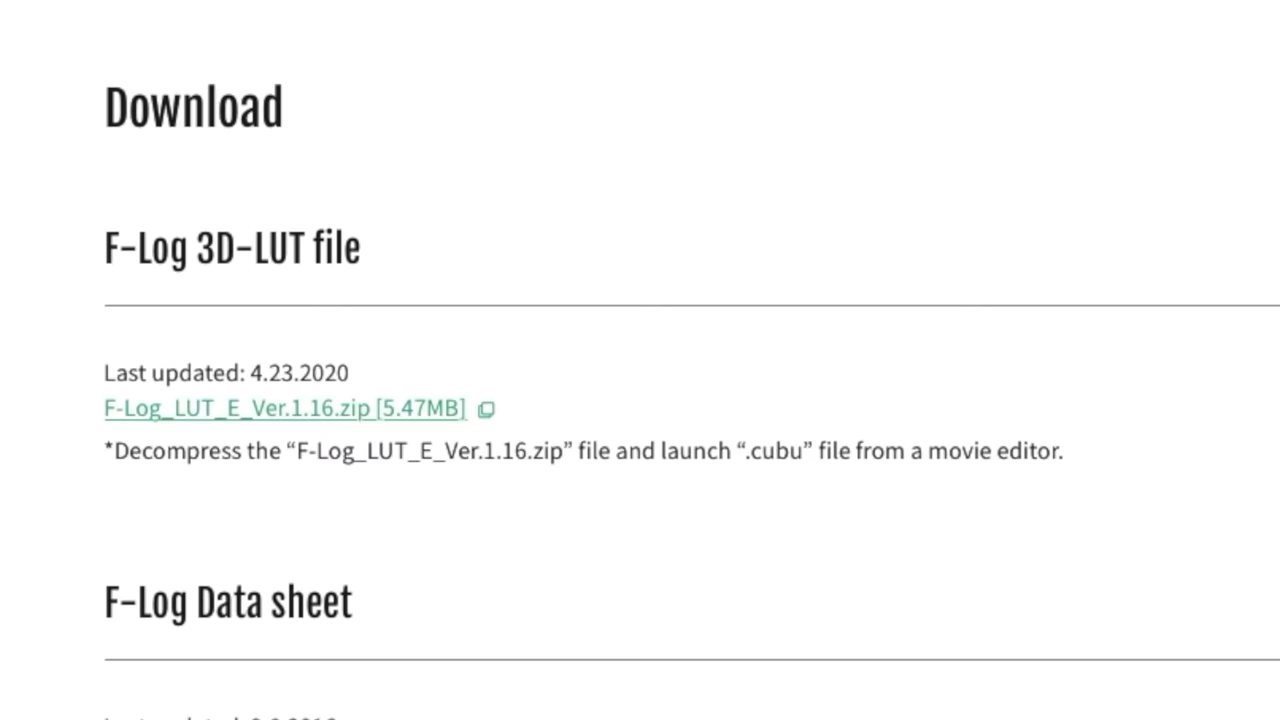 Download
F-Log 3D-LUT file
Last updated: 4.23.2020
F-Log_LUT_E_Ver.1.16.zip [5.47MB]
*Decompress the “F-Log_LUT_E_Ver.1.16.zip” file and launch “.cubu” file from a movie editor.
F-Log Data sheet